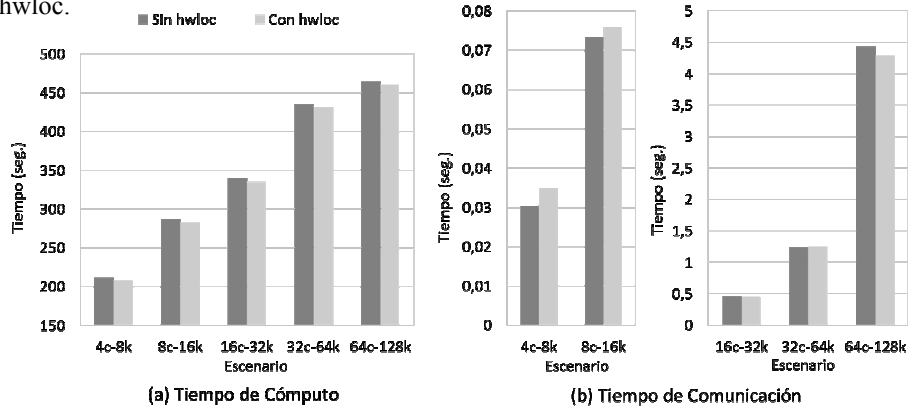 hwloc.
Sin hwloc Con hwloc
500
450
400
350
300
250
200
150
Tiempo (seg.)
4c-8k 8c-16k 16c-32k 32c-64k 64c-128k
Escenario
(a) Tiempo de Cómputo
0,08
0,07
0,06
0,05
0,04
0,03
0,02
0,01
0
Tiempo (seg.)
4c-8k 8c-16k
Escenario
5
4,5
4
3,5
3
2,5
2
1,5
1
0,5
0
Tiempo (seg.)
16c-32k 32c-64k 64c-128k
Escenario
(b) Tiempo de Comunicación